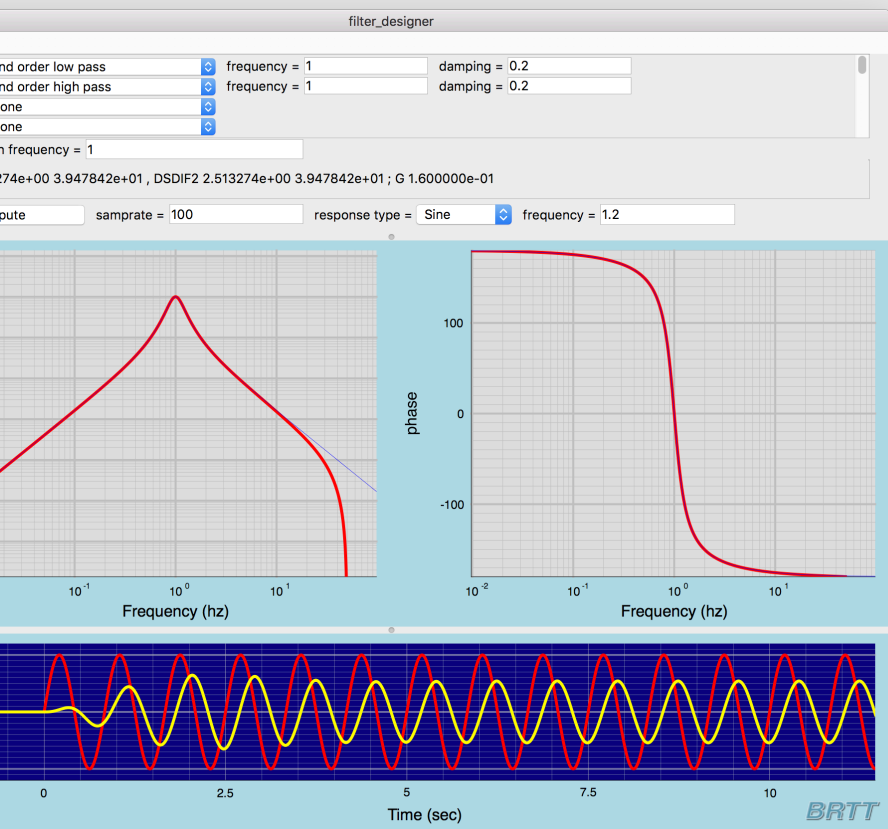 filter_designer
nd order low pass frequency = 1 damping = 0.2
nd order high pass frequency = 1 damping = 0.2
one
one
n frequency = 1
274e+00 3.947842e+01 , DSDIF2 2.513274e+00 3.947842e+01 ; G 1.600000e-01
pute samprate = 100 response type = Sine frequency = 1.2
100
0
-100
phase
10-1 100 101 10-2 10-1 100 101
Frequency (hz) Frequency (hz)
0 2.5 5 7.5 10
Time (sec)
BRTT